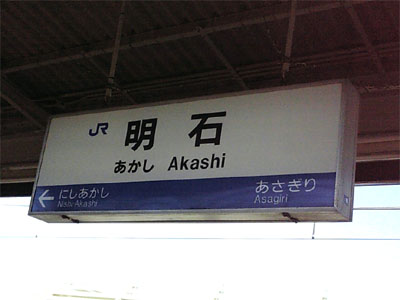 JR 明石
あかし Akashi
← にしあかし あさぎり
Nishi-Akashi Asagiri